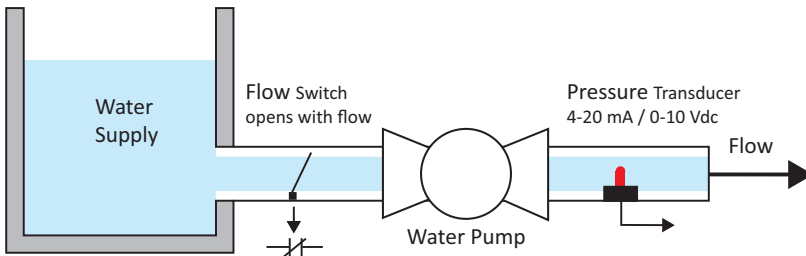 Water
Supply
Flow Switch
opens with flow
Pressure Transducer
4-20 mA / 0-10 Vdc
Flow
Water Pump